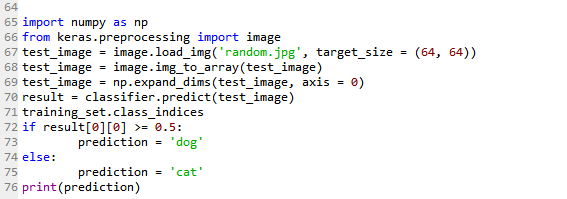 64
65 import numpy as np
66 from keras.preprocessing import image
67 test_image = image.load_img('random.jpg', target_size = (64, 64))
68 test_image = image.img_to_array(test_image)
69 test_image = np.expand_dims(test_image, axis = 0)
70 result = classifier.predict(test_image)
71 training_set.class_indices
72 if result[0][0] >= 0.5:
73         prediction = 'dog'
74 else:
75         prediction = 'cat'
76 print(prediction)